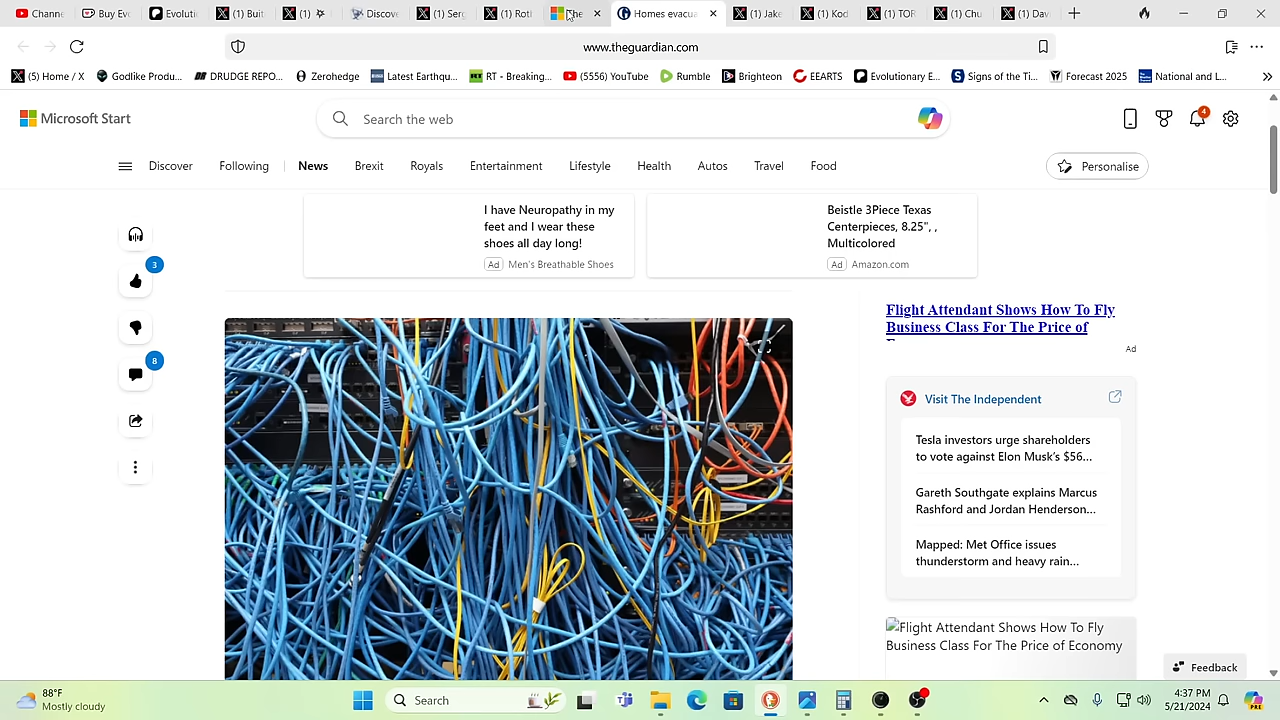 Channe
Buy Evo
Evoluti
(1) Buit
(1) ☼
Discove
(1) Serg
(1) Rotl
The
Homes evacua
(1) Jake
(1) Ko
(1) TO
(1) Chu
(1) Dav
www.theguardian.com
(5) Home / X
Godlike Produ...
DRUDGE REPO...
Zerohedge
Latest Earthqu...
RT - Breaking...
(5556) YouTube
Rumble
Brighteon
EEARTS
Evolutionary E...
Signs of the Ti...
Forecast 2025
National and L...
Microsoft Start
Search the web
4
Discover
Following
News
Brexit
Royals
Entertainment
Lifestyle
Health
Autos
Travel
Food
Personalise
I have Neuropathy in my
feet and I wear these
shoes all day long!
Ad Men's Breathable Shoes
Beistle 3Piece Texas
Centerpieces, 8.25", ,
Multicolored
Ad Amazon.com
3
8
Flight Attendant Shows How To Fly
Business Class For The Price of
Ad
Visit The Independent
Tesla investors urge shareholders
to vote against Elon Musk's $56...
Gareth Southgate explains Marcus
Rashford and Jordan Henderson...
Mapped: Met Office issues
thunderstorm and heavy rain...
Flight Attendant Shows How To Fly
Business Class For The Price of Economy
Feedback
88°F
Mostly cloudy
Search
4:37 PM
5/21/2024